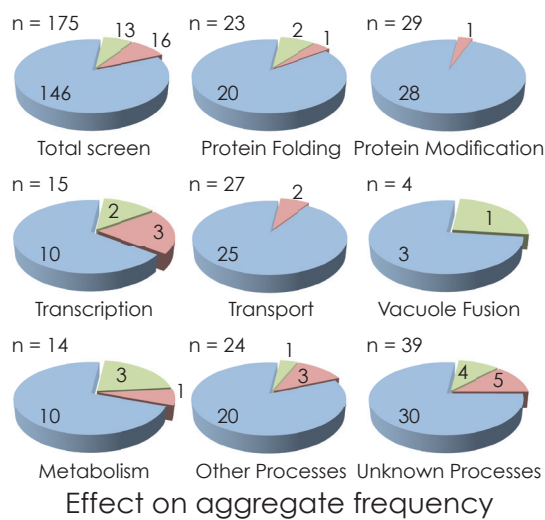 n = 175
13
16
146
Total screen
n = 23
2
1
20
Protein Folding
n = 29
1
28
Protein Modification
n = 15
2
3
10
Transcription
n = 27
2
25
Transport
n = 4
1
3
Vacuole Fusion
n = 14
3
1
10
Metabolism
n = 24
1
3
20
Other Processes
n = 39
4
5
30
Unknown Processes
Effect on aggregate frequency